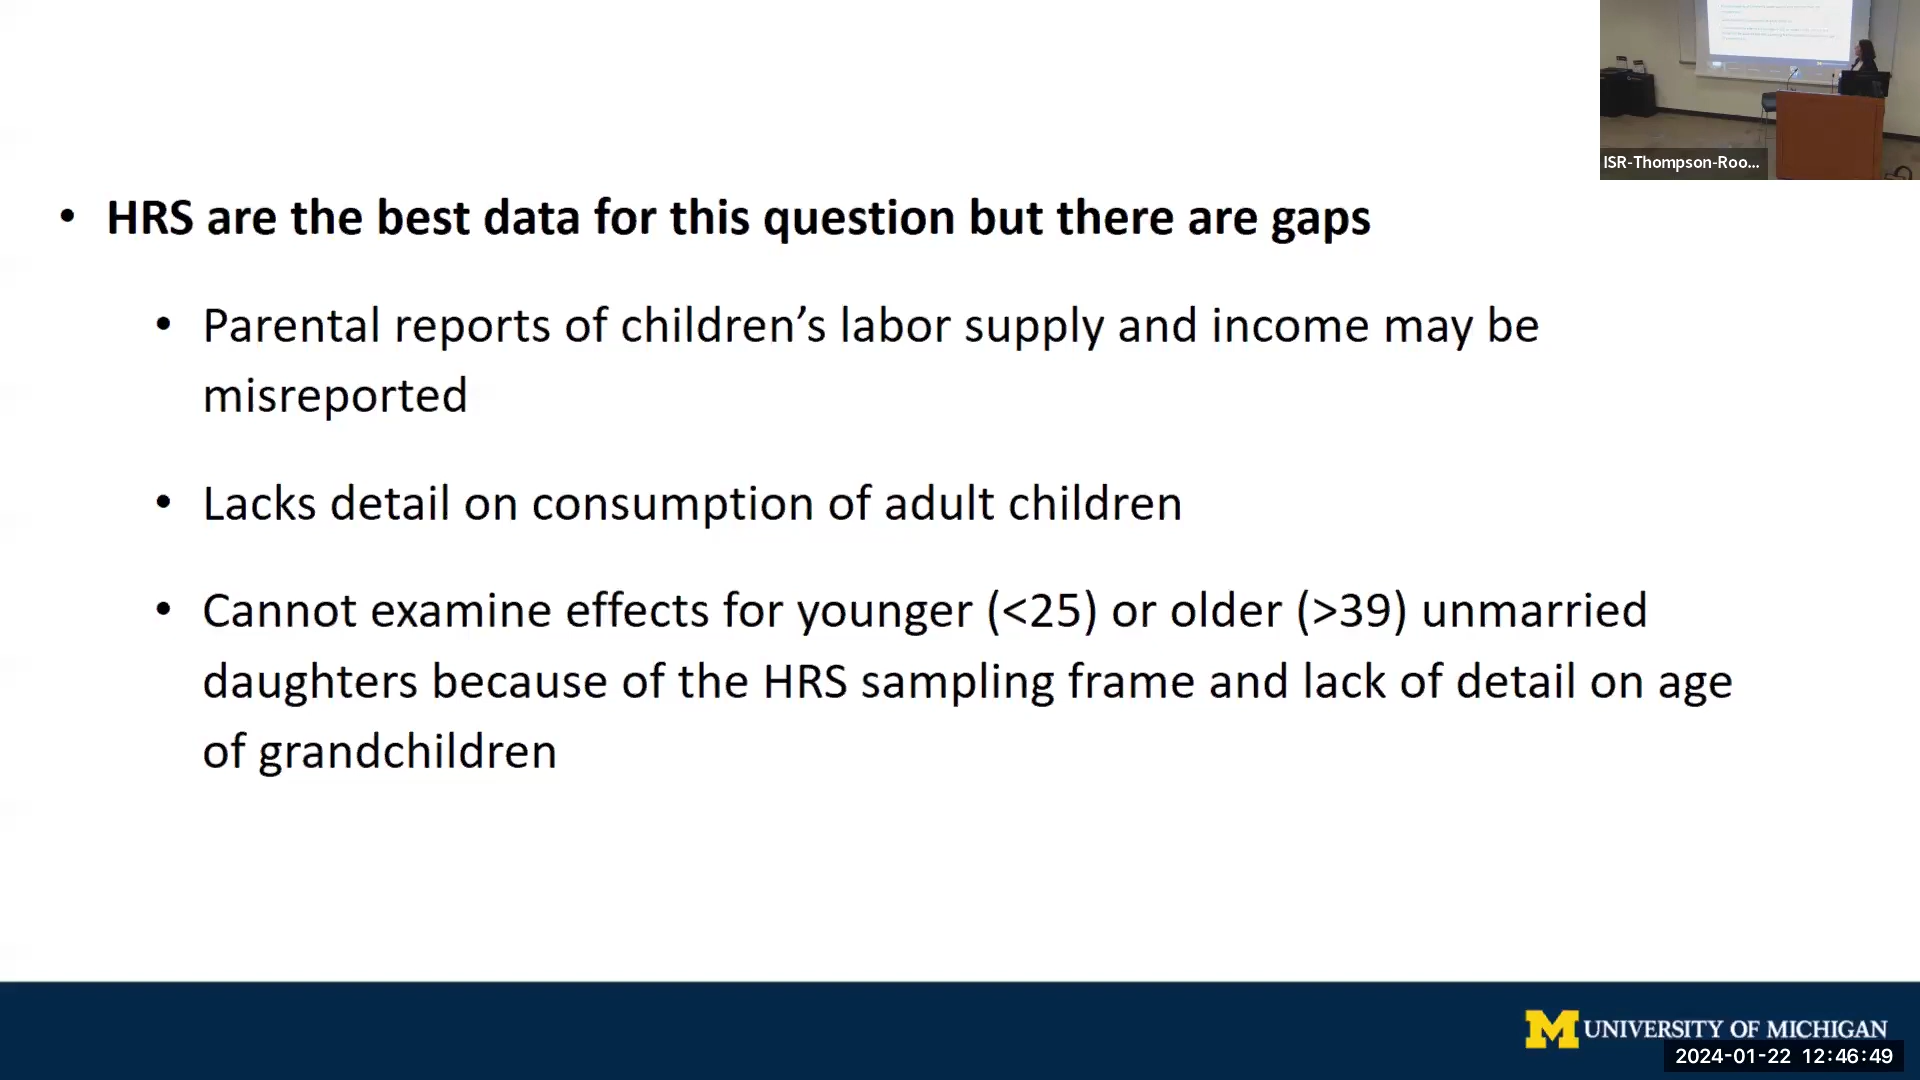 ISR-Thompson-Roo...
• HRS are the best data for this question but there are gaps
• Parental reports of children’s labor supply and income may be
misreported
• Lacks detail on consumption of adult children
• Cannot examine effects for younger (<25) or older (>39) unmarried
daughters because of the HRS sampling frame and lack of detail on age
of grandchildren
M UNIVERSITY OF MICHIGAN
2024-01-22 12:46:49